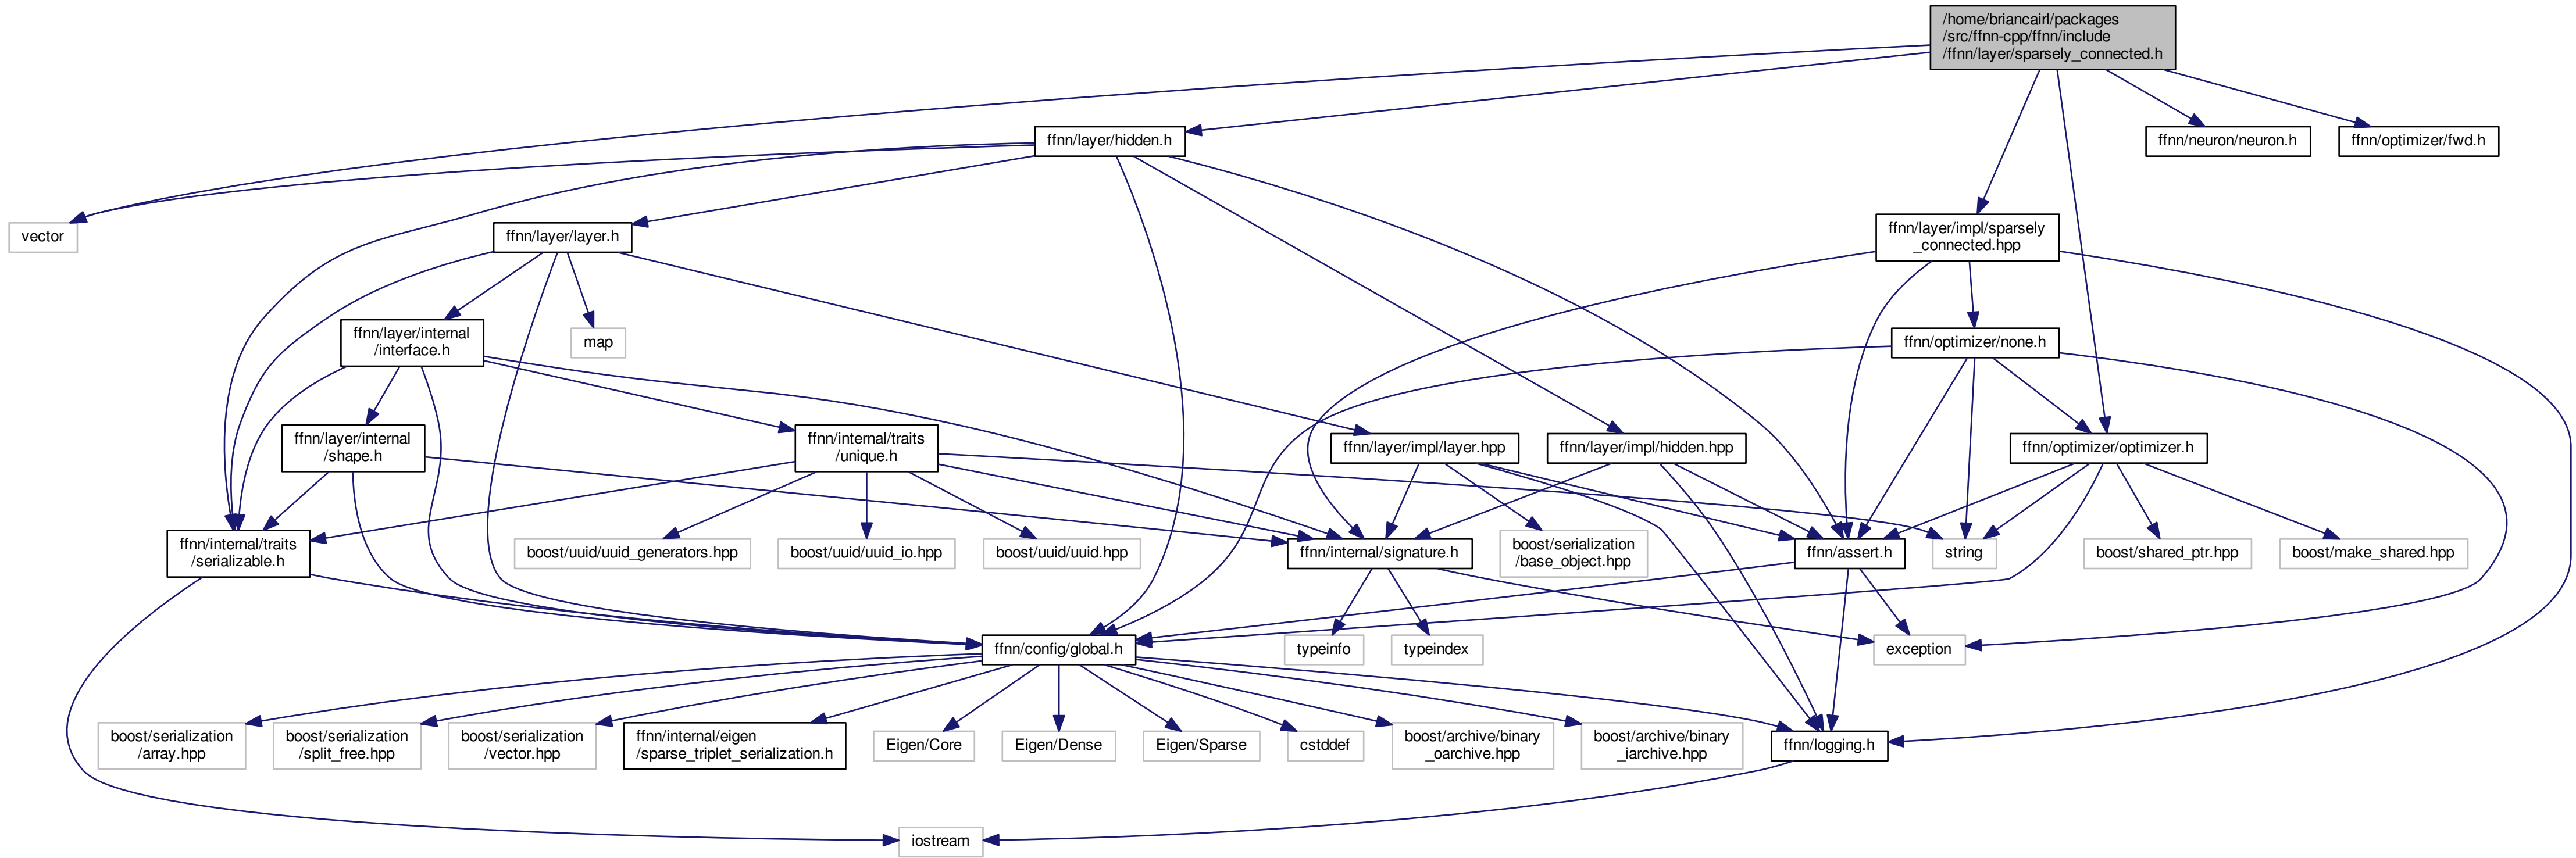 /home/briancairl/packages
/src/ffnn-cpp/ffnn/include
/ffnn/layer/sparsely_connected.h
ffnn/layer/hidden.h
ffnn/neuron/neuron.h
ffnn/optimizer/fwd.h
vector
ffnn/layer/layer.h
ffnn/layer/impl/sparsely
_connected.hpp
ffnn/layer/internal
/interface.h
map
ffnn/optimizer/none.h
ffnn/layer/internal
/shape.h
ffnn/internal/traits
/unique.h
ffnn/layer/impl/layer.hpp
ffnn/layer/impl/hidden.hpp
ffnn/optimizer/optimizer.h
ffnn/internal/traits
/serializable.h
boost/uuid/uuid_generators.hpp
boost/uuid/uuid_io.hpp
boost/uuid/uuid.hpp
ffnn/internal/signature.h
boost/serialization
/base_object.hpp
ffnn/assert.h
string
boost/shared_ptr.hpp
boost/make_shared.hpp
ffnn/config/global.h
typeinfo
typeindex
exception
boost/serialization
/array.hpp
boost/serialization
/split_free.hpp
boost/serialization
/vector.hpp
ffnn/internal/eigen
/sparse_triplet_serialization.h
Eigen/Core
Eigen/Dense
Eigen/Sparse
cstddef
boost/archive/binary
_oarchive.hpp
boost/archive/binary
_iarchive.hpp
ffnn/logging.h
iostream